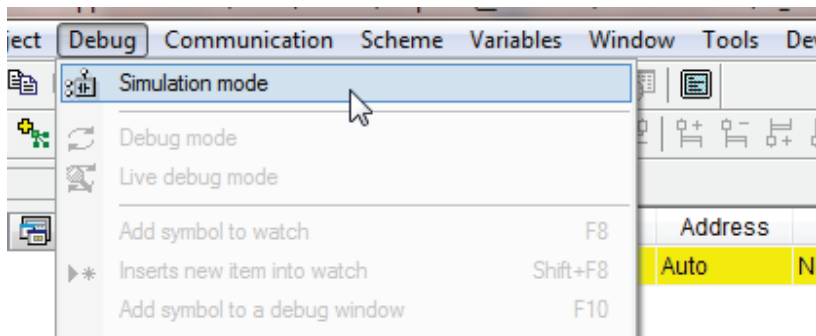 ject Debug Communication Scheme Variables Window Tools De
Simulation mode
Debug mode
Live debug mode
Add symbol to watch F8
Address
Inserts new item into watch Shift+F8
Auto N
Add symbol to a debug window F10